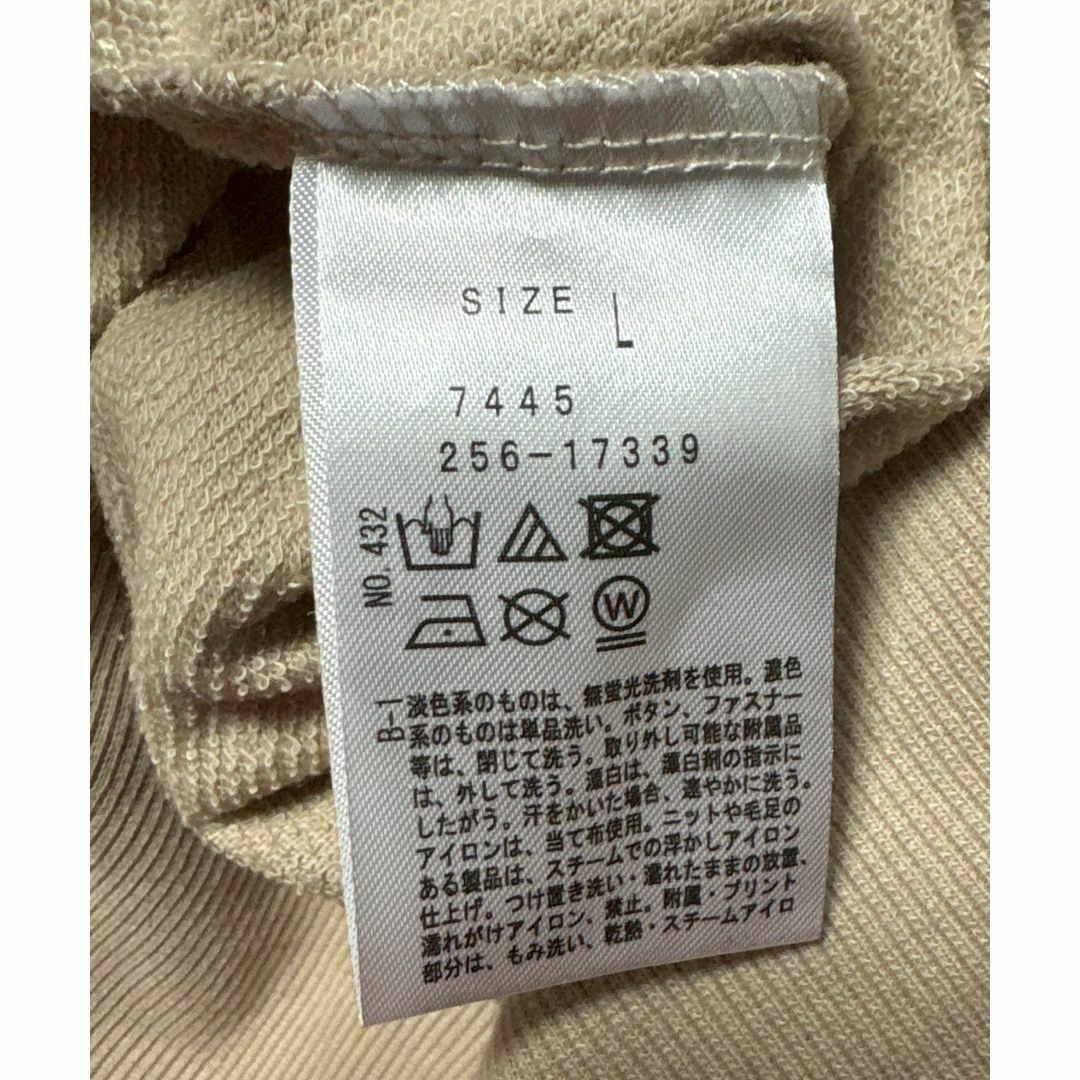 SIZE L
7445
256-17339
NO.432
W
B-1
淡色系のものは、無蛍光洗剤を使用。濃色
系のものは単品洗い。ボタン、ファスナー
等は、閉じて洗う。取り外し可能な附属品
は、外して洗う。漂白は、漂白剤の指示に
したがう。汗をかいた場合、速やかに洗う。
アイロンは、当て布使用。ニットや毛足の
ある製品は、スチームでの浮かしアイロン
仕上げ。つけ置き洗い・濡れたままの放置、
濡れがけアイロン、禁止。附属・プリント
部分は、もみ洗い、乾熱・スチームアイロ